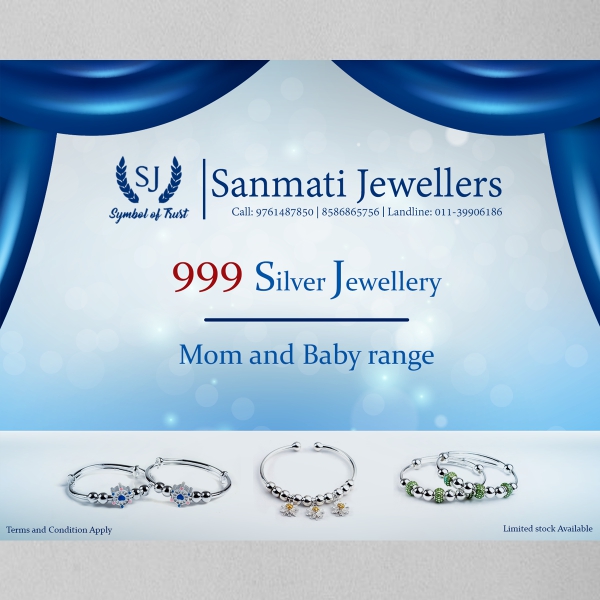 SJ
Symbol of Trust
Sanmati Jewellers
Call: 9761487850 | 8586865756 | Landline: 011-39906186
999 Silver Jewellery
Mom and Baby range
Terms and Condition Apply
Limited stock Available